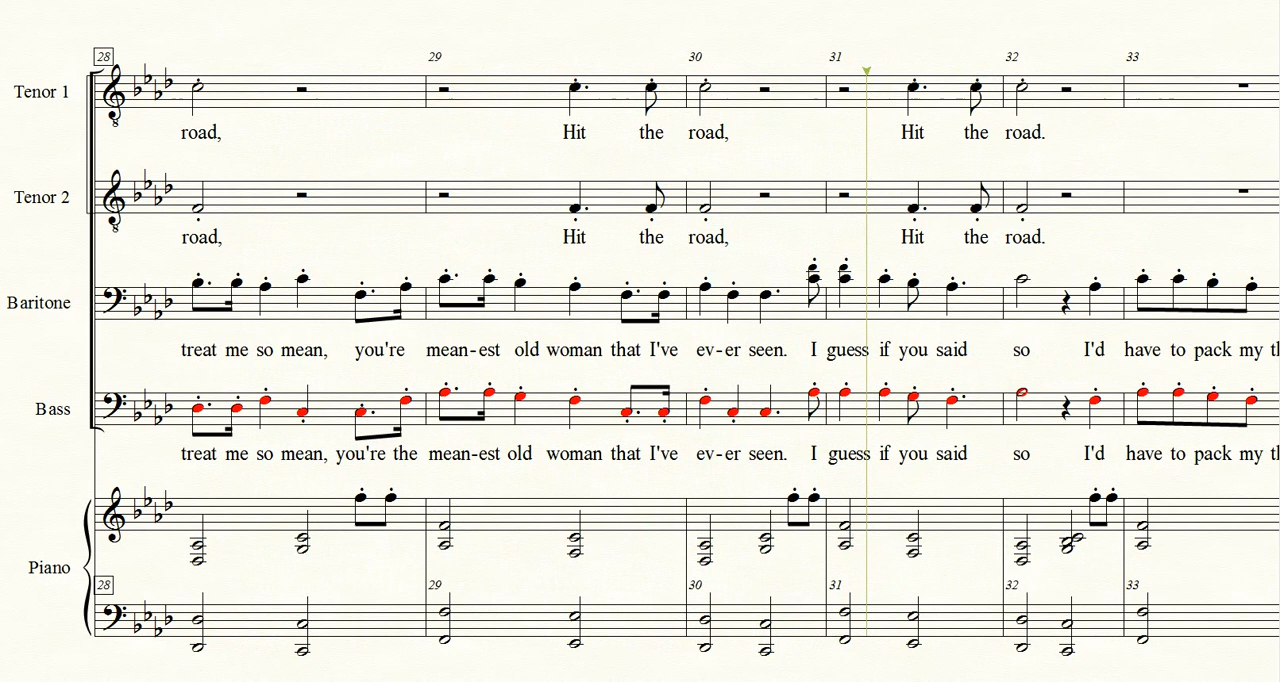 28 29 30 31 32 33
Tenor 1
road, Hit the road, Hit the road.
Tenor 2
road, Hit the road, Hit the road.
Baritone
treat me so mean, you're mean-est old woman that I've ev-er seen. I guess if you said so I'd have to pack my
Bass
treat me so mean, you're the mean-est old woman that I've ev-er seen. I guess if you said so I'd have to pack my
Piano
28 29 30 31 32 33